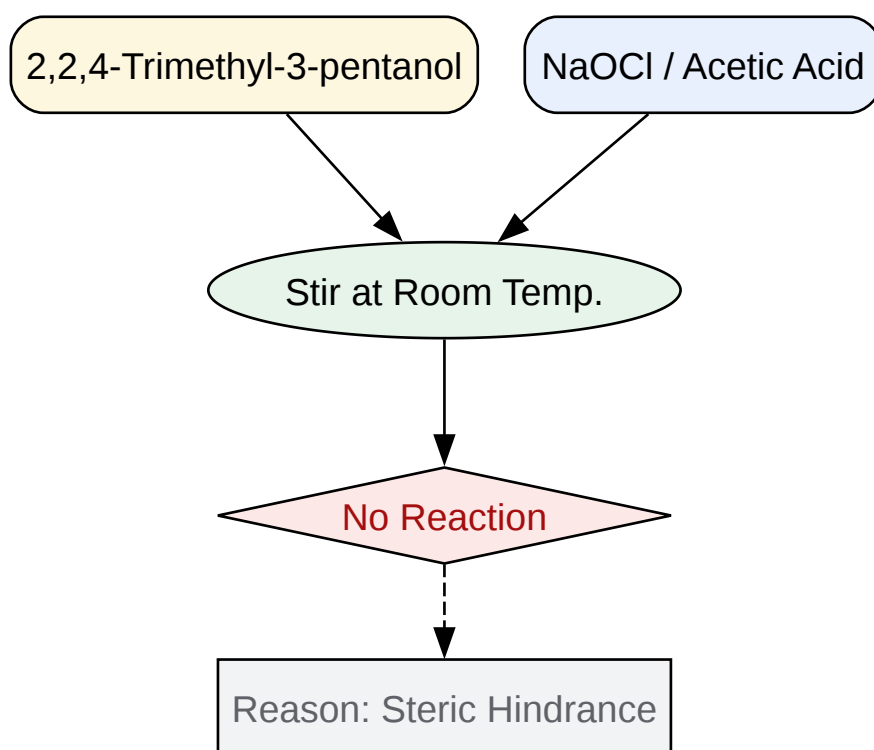 2,2,4-Trimethyl-3-pentanol
NaOCl / Acetic Acid
Stir at Room Temp.
No Reaction
Reason: Steric Hindrance